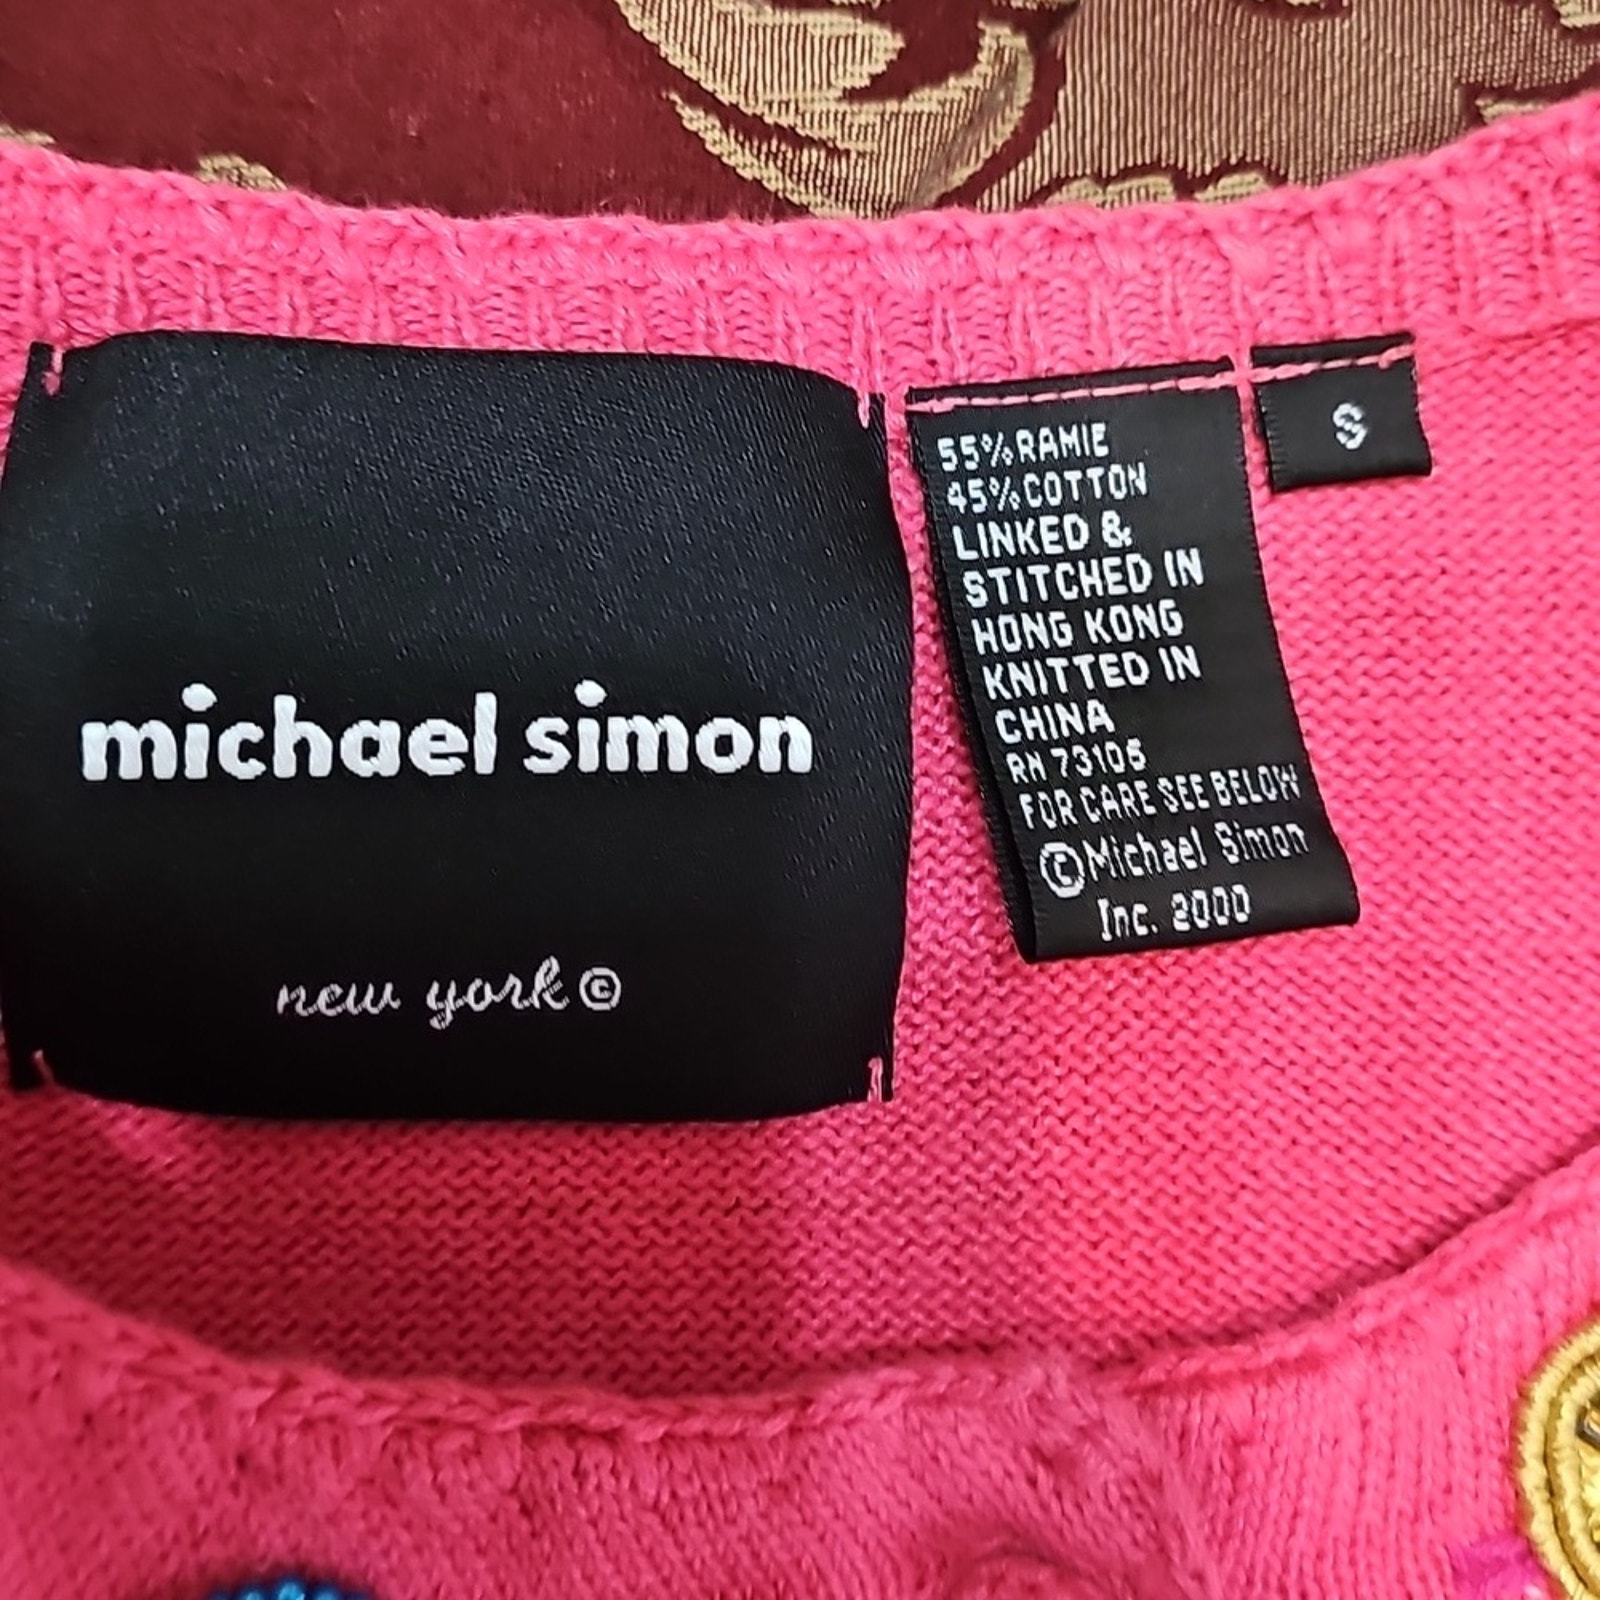 michael simon
new york©
55%RAMIE
45%COTTON
LINKED &
STITCHED IN
HONG KONG
KNITTED IN
CHINA
RN 73105
FOR CARE SEE BELOW
©Michael Simon
Inc. 2000
S